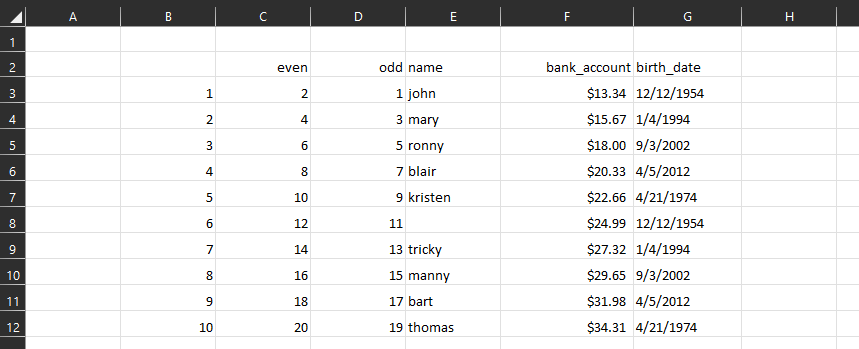 A B C D E F G H
1
2 even odd name bank_account birth_date
3 1 2 1 john $13.34 12/12/1954
4 2 4 3 mary $15.67 1/4/1994
5 3 6 5 ronny $18.00 9/3/2002
6 4 8 7 blair $20.33 4/5/2012
7 5 10 9 kristen $22.66 4/21/1974
8 6 12 11 $24.99 12/12/1954
9 7 14 13 tricky $27.32 1/4/1994
10 8 16 15 manny $29.65 9/3/2002
11 9 18 17 bart $31.98 4/5/2012
12 10 20 19 thomas $34.31 4/21/1974